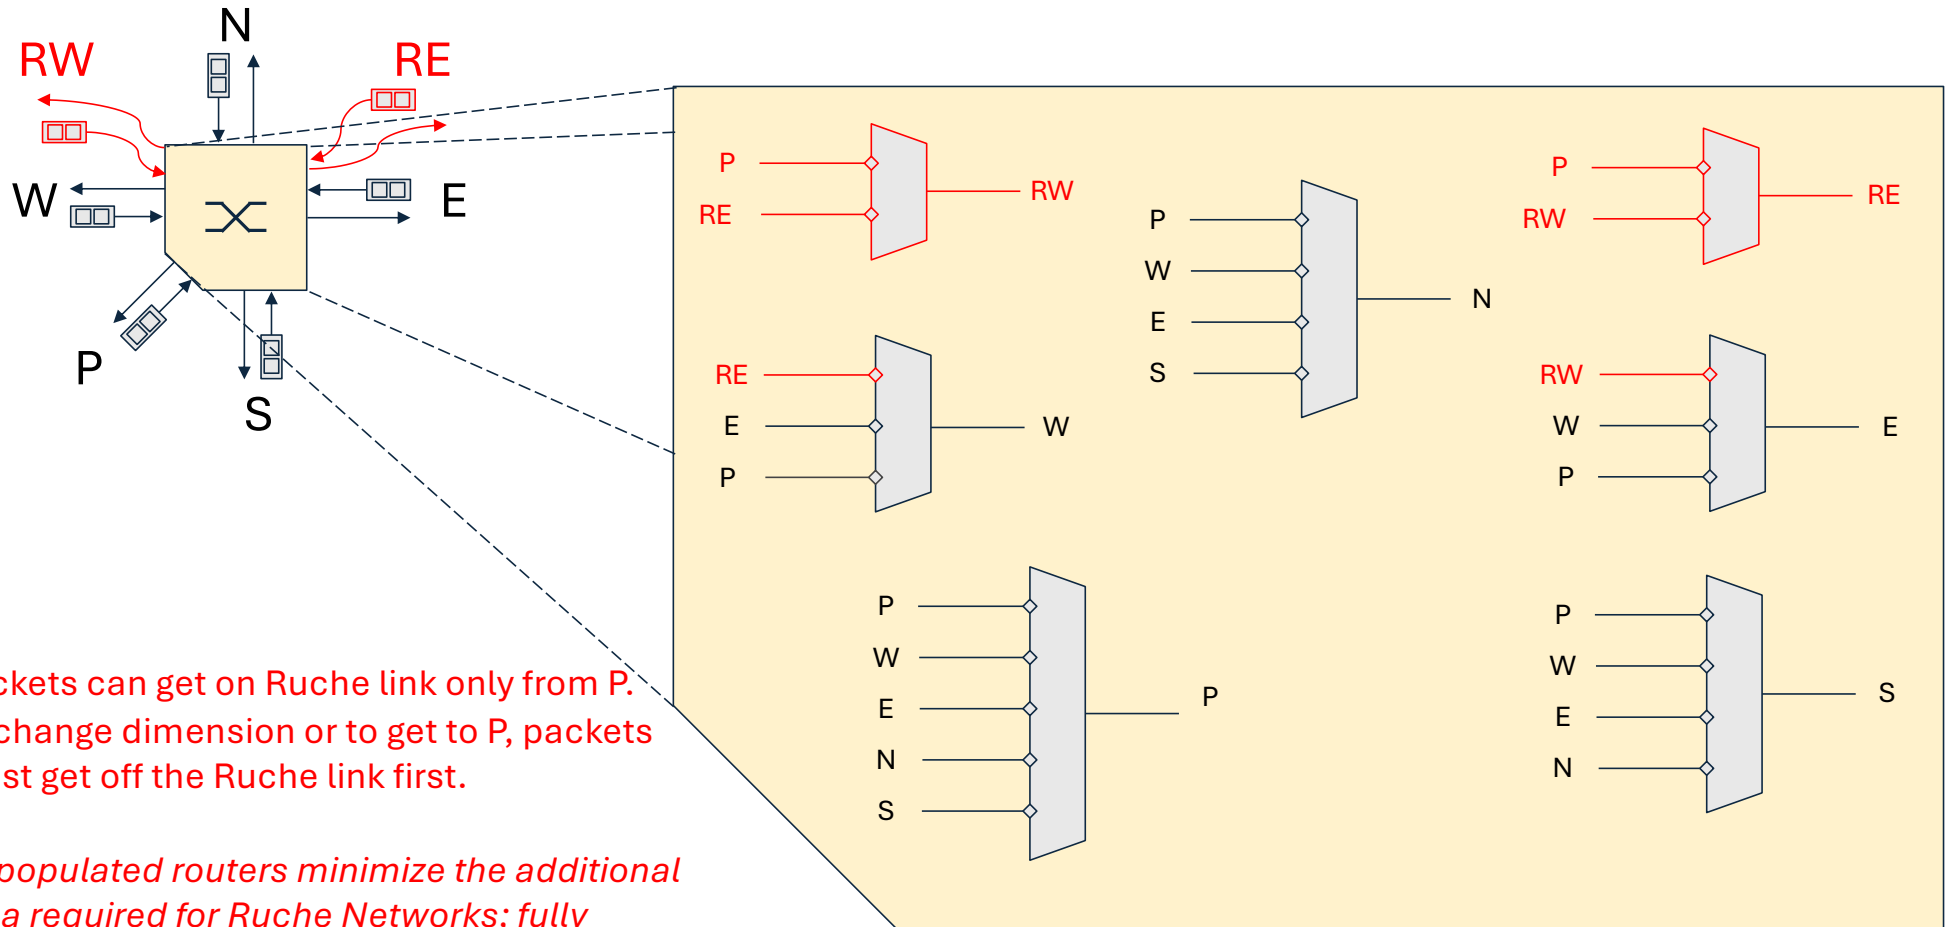 N
RW
RE
W
E
P
S
P
RE
RW
P
W
E
S
N
P
RW
RE
RE
E
P
W
RW
W
P
E
P
W
E
N
S
P
P
W
E
N
S
ckets can get on Ruche link only from P.
change dimension or to get to P, packets
st get off the Ruche link first.
populated routers minimize the additional
a required for Ruche Networks; fully